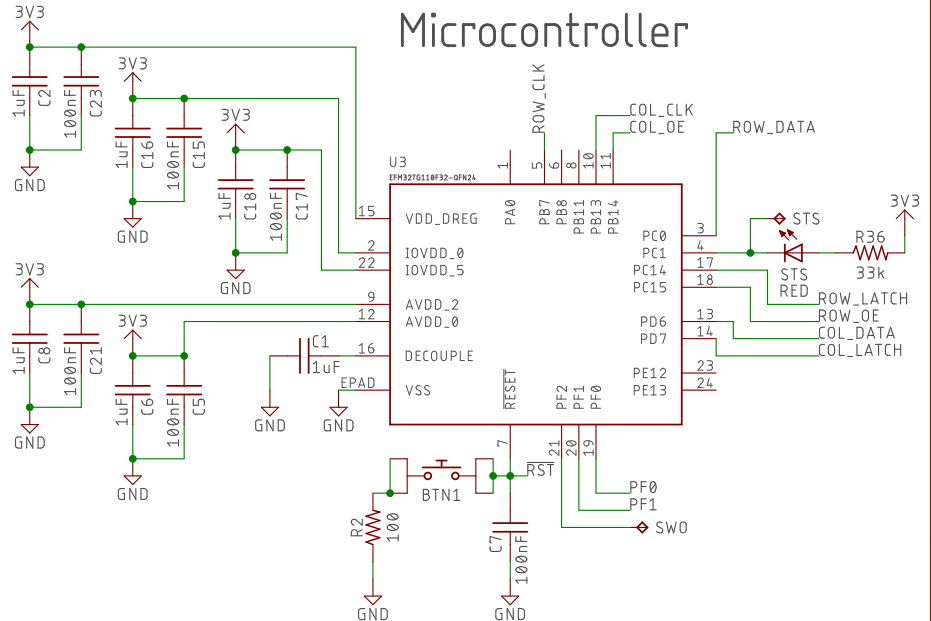 Microcontroller
3V3
1uF
C2
100nF
C23
GND
3V3
1uF
C16
100nF
C15
GND
3V3
1uF
C18
100nF
C17
GND
3V3
1uF
C8
100nF
C21
GND
3V3
1uF
C6
100nF
C5
GND
C1
1uF
GND
EPAD
GND
U3
EFM32TG110F32-QFN24
15 VDD_DREG
2 IOVDD_0
22 IOVDD_5
9 AVDD_2
12 AVDD_0
16 DECOUPLE
VSS
ROW_CLK
COL_CLK
COL_OE
1 5 6 8 10 11
PA0 PB7 PB8 PB11 PB13 PB14
ROW_DATA
PC0 3
PC1 4
PC14 17
PC15 18
PD6 13
PD7 14
PE12 23
PE13 24
STS
STS
RED
R36
33k
3V3
ROW_LATCH
ROW_OE
COL_DATA
COL_LATCH
RESET PF2 PF1 PF0
7 21 20 19
RST
BTN1
R2
100
GND
C7
100nF
GND
PF0
PF1
SWO